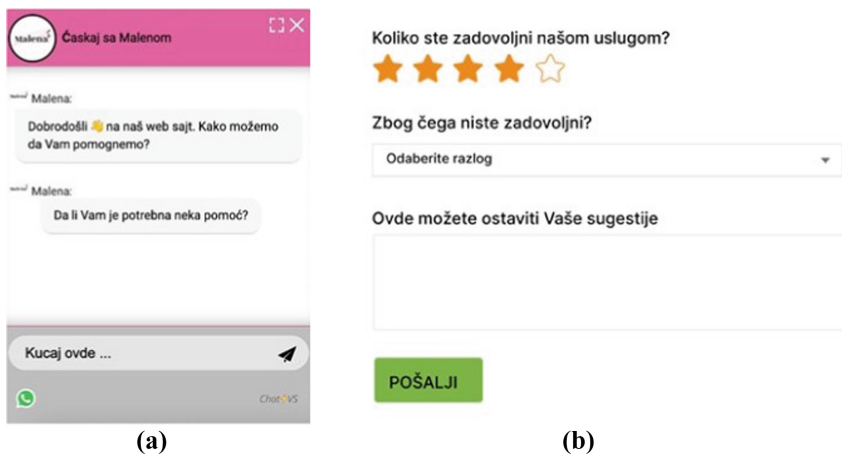 Malena
Ćaskaj sa Malenom
Malena:
Dobrodošli 👋 na naš web sajt. Kako možemo
da Vam pomognemo?
Malena:
Da li Vam je potrebna neka pomoć?
Kucaj ovde ...
Chat⚡VS
(a)
Koliko ste zadovoljni našom uslugom?
Zbog čega niste zadovoljni?
Odaberite razlog
Ovde možete ostaviti Vaše sugestije
POŠALJI
(b)